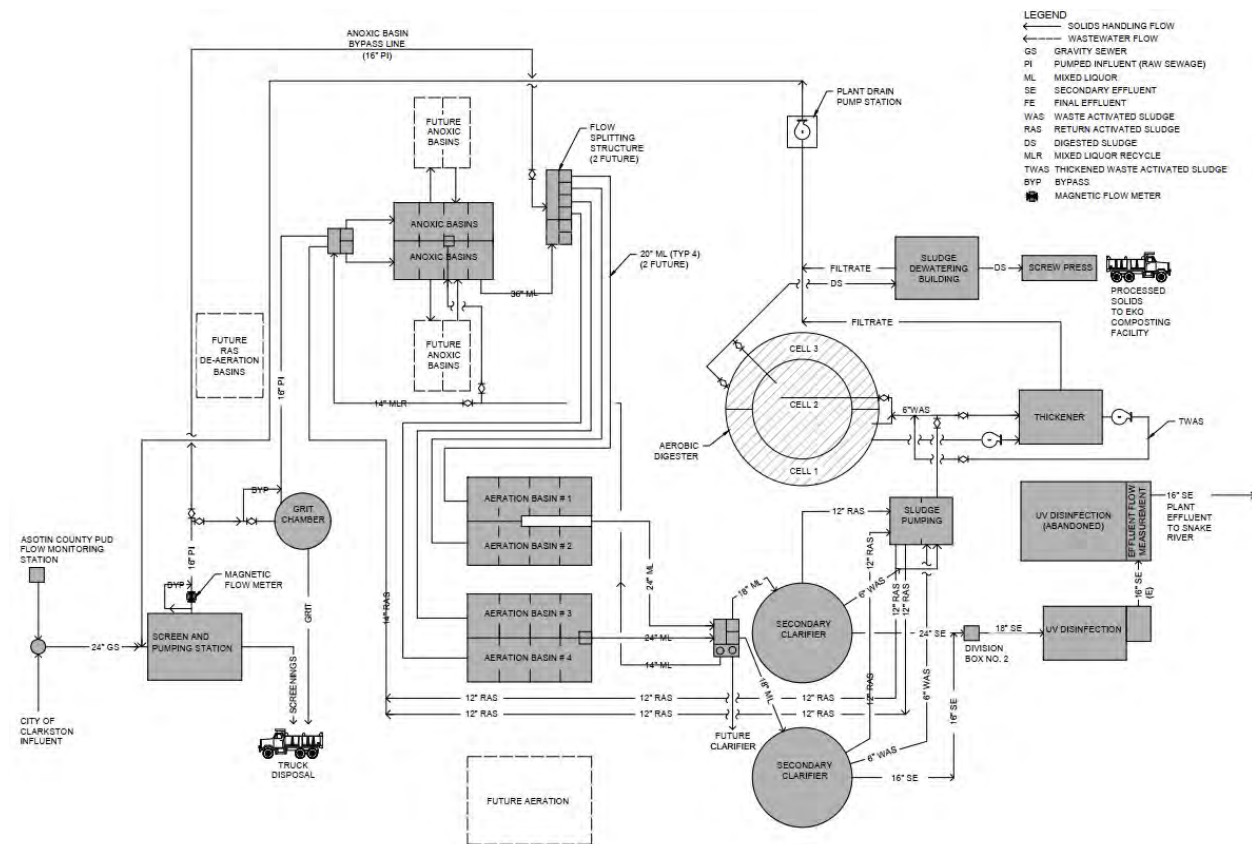 LEGEND
SOLIDS HANDLING FLOW
WASTEWATER FLOW
GS GRAVITY SEWER
PI PUMPED INFLUENT (RAW SEWAGE)
ML MIXED LIQUOR
SE SECONDARY EFFLUENT
FE FINAL EFFLUENT
WAS WASTE ACTIVATED SLUDGE
RAS RETURN ACTIVATED SLUDGE
DS DIGESTED SLUDGE
MLR MIXED LIQUOR RECYCLE
TWAS THICKENED WASTE ACTIVATED SLUDGE
BYP BYPASS
MAGNETIC FLOW METER
ANOXIC BASIN
BYPASS LINE
(16" PI)
PLANT DRAIN
PUMP STATION
FUTURE
ANOXIC
BASINS
FLOW
SPLITTING
STRUCTURE
(2 FUTURE)
ANOXIC BASINS
ANOXIC BASINS
20" ML (TYP 4)
(2 FUTURE)
36" ML
FUTURE
ANOXIC
BASINS
FUTURE
RAS
DE-AERATION
BASINS
16" PI
14" MLR
FILTRATE
DS
SLUDGE
DEWATERING
BUILDING
DS
SCREW PRESS
PROCESSED
SOLIDS
TO EKO
COMPOSTING
FACILITY
FILTRATE
CELL 3
CELL 2
CELL 1
AEROBIC
DIGESTER
6"WAS
THICKENER
TWAS
AERATION BASIN # 1
AERATION BASIN # 2
24" ML
AERATION BASIN # 3
AERATION BASIN # 4
24" ML
14" ML
BYP
GRIT
CHAMBER
16" PI
ASOTIN COUNTY PUD
FLOW MONITORING
STATION
BYP
MAGNETIC
FLOW METER
24" GS
SCREEN AND
PUMPING STATION
SCREENINGS
GRIT
14" RAS
CITY OF
CLARKSTON
INFLUENT
TRUCK
DISPOSAL
12" RAS
SLUDGE
PUMPING
UV DISINFECTION
(ABANDONED)
EFFLUENT FLOW
MEASUREMENT
16" SE
PLANT
EFFLUENT
TO SNAKE
RIVER
16" SE
(E)
18" ML
SECONDARY
CLARIFIER
6" WAS
12" RAS
12" RAS
12" RAS
24" SE
DIVISION
BOX NO. 2
18" SE
UV DISINFECTION
18" ML
12" RAS
6" WAS
16" SE
12" RAS 12" RAS 12" RAS 12" RAS
12" RAS 12" RAS 12" RAS 12" RAS
FUTURE
CLARIFIER
SECONDARY
CLARIFIER
6" WAS
16" SE
FUTURE AERATION